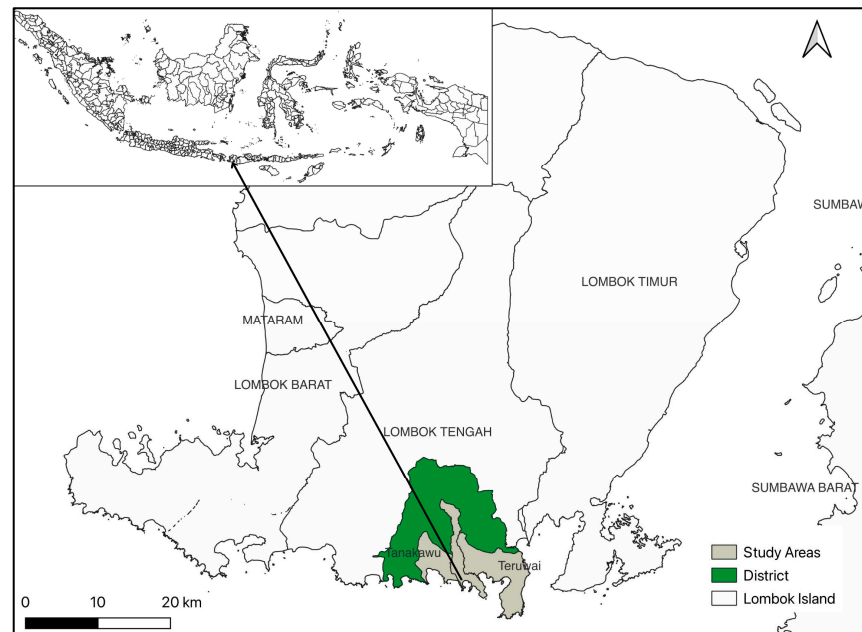 SUMBAW
LOMBOK TIMUR
MATARAM
LOMBOK BARAT
LOMBOK TENGAH
SUMBAWA BARAT
Tanakawu
Teruwai
Study Areas
District
Lombok Island
0 10 20 km